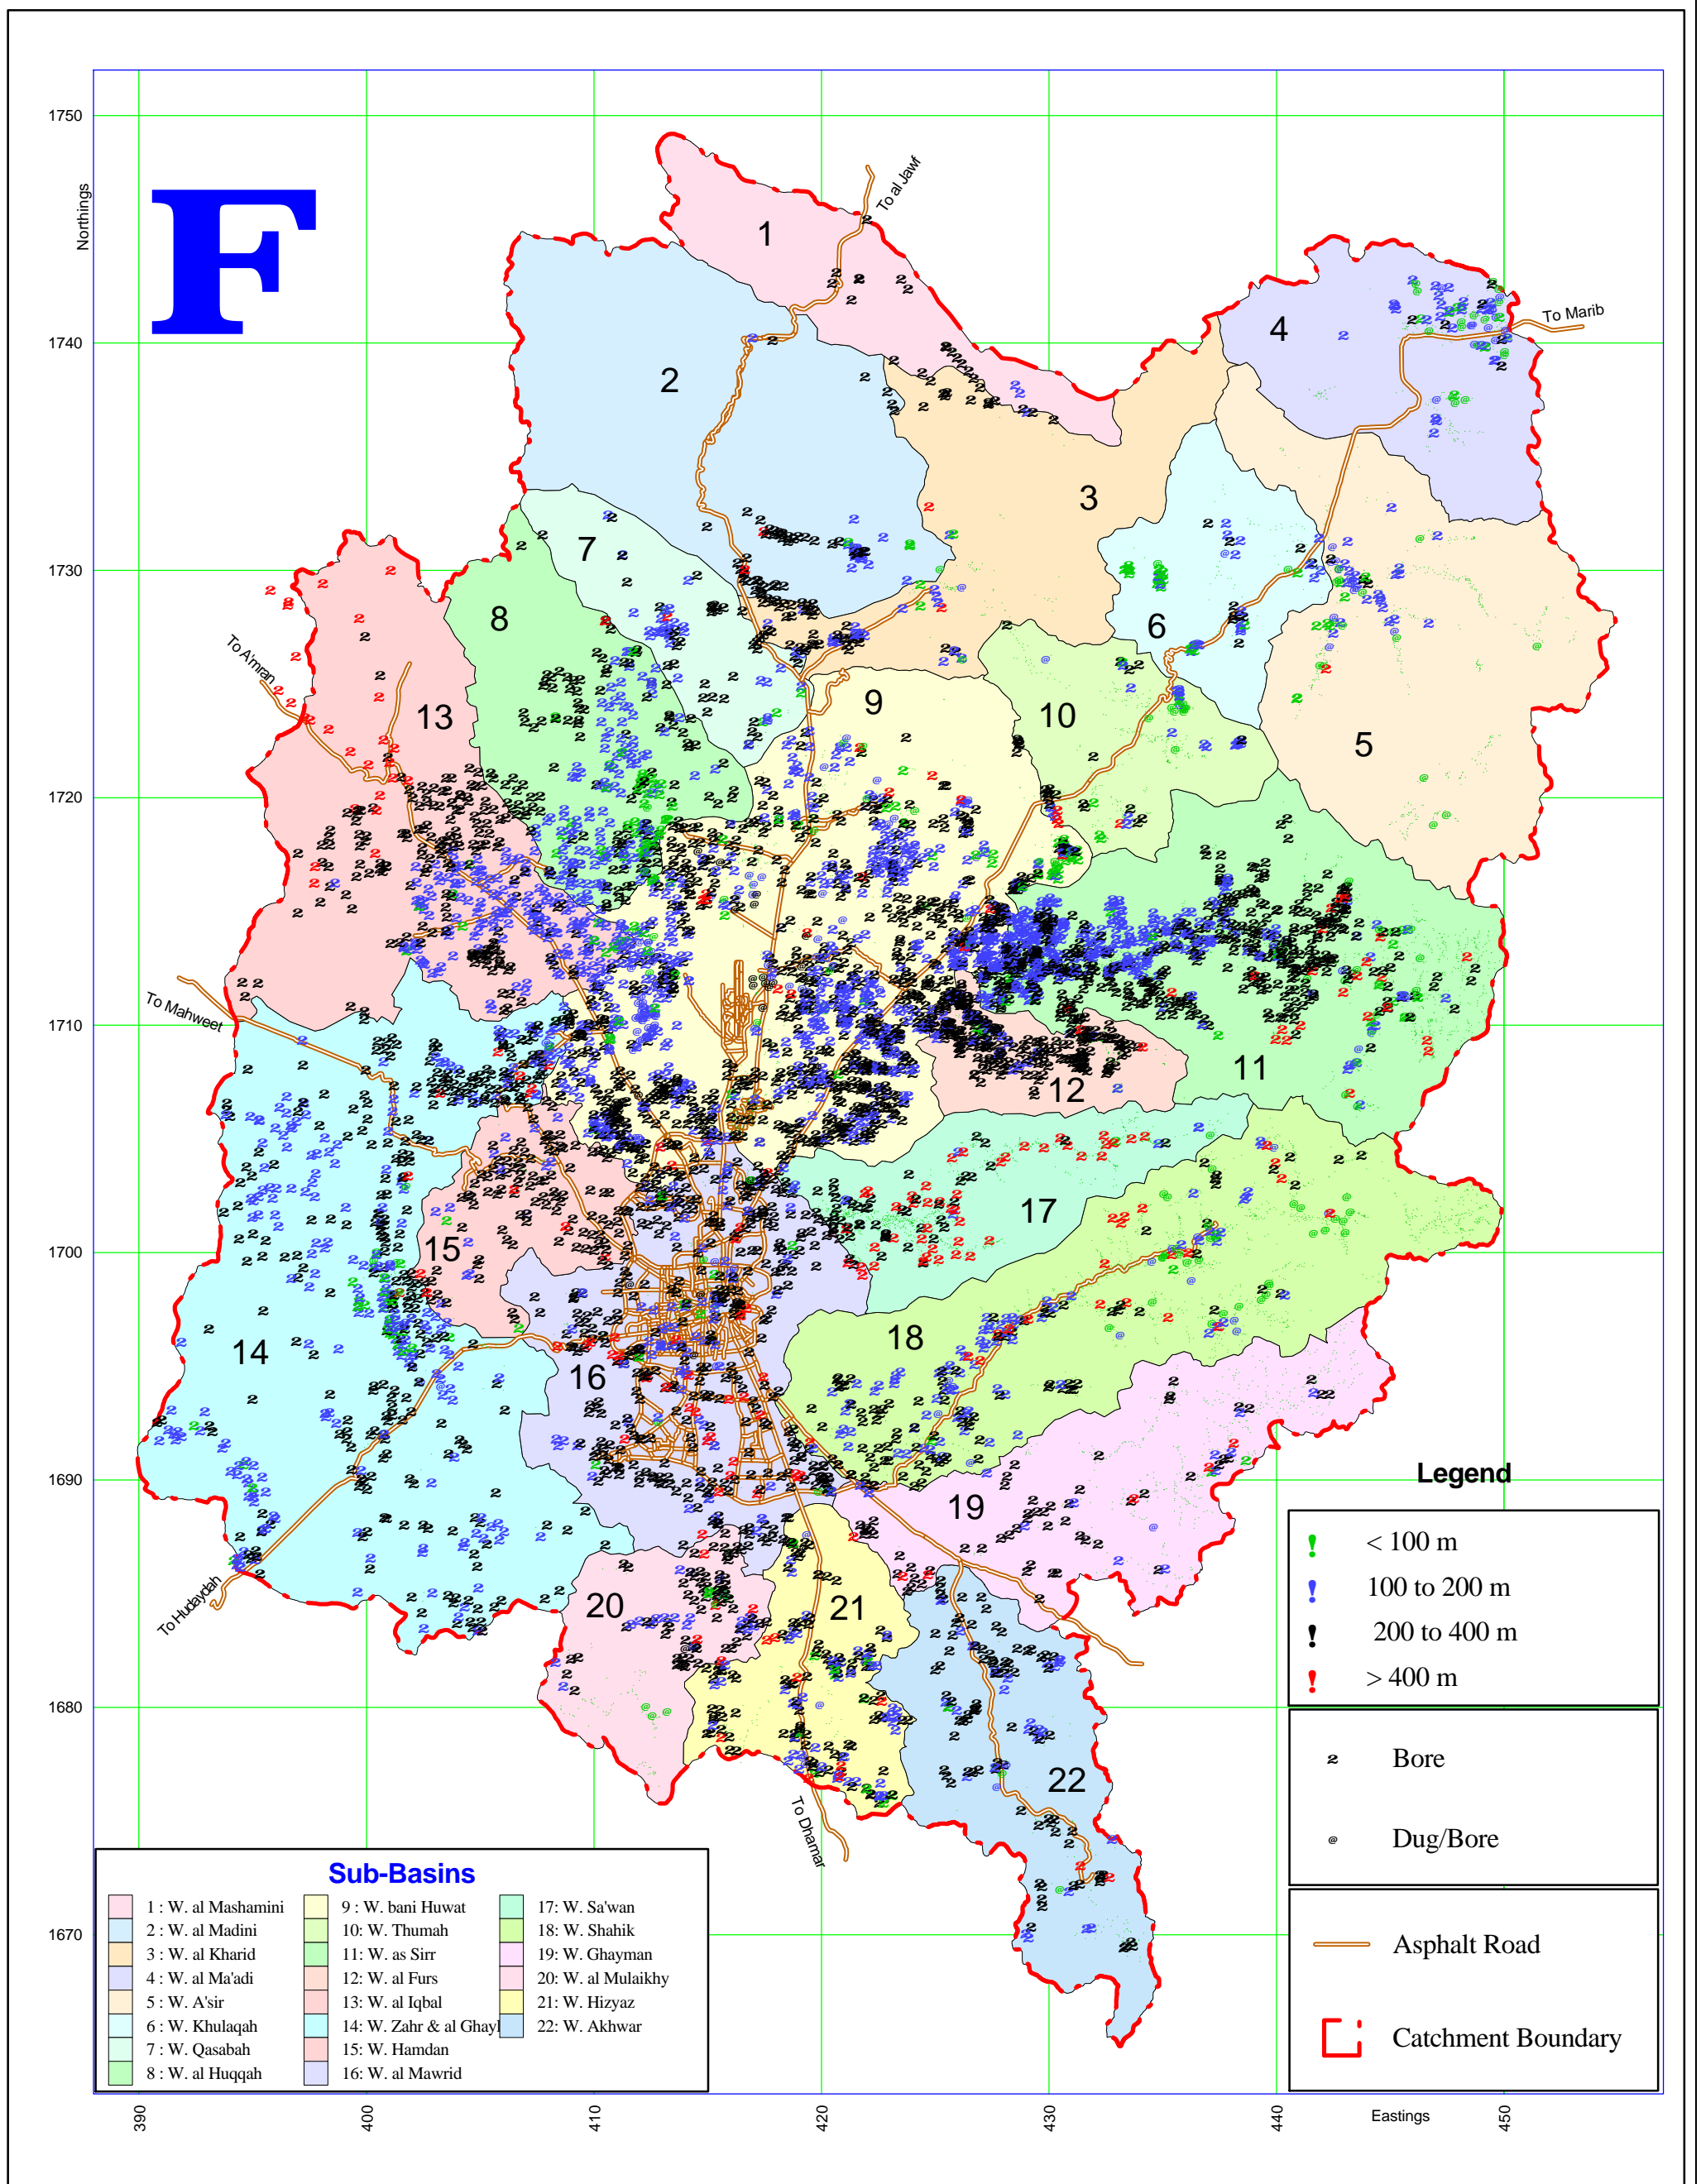 1750
1740
1730
1720
1710
1700
1690
1680
1670
Northings
F
To al Jawf
To Marib
To A'mran
To Mahweet
To Hudaydah
To Dhamar
1
2
3
4
5
6
7
8
9
10
11
12
13
14
15
16
17
18
19
20
21
22
Legend
< 100 m
100 to 200 m
200 to 400 m
> 400 m
Bore
Dug/Bore
Asphalt Road
Catchment Boundary
Sub-Basins
1 : W. al Mashamini
2 : W. al Madini
3 : W. al Kharid
4 : W. al Ma'adi
5 : W. A'sir
6 : W. Khulaqah
7 : W. Qasabah
8 : W. al Huqqah
9 : W. bani Huwat
10: W. Thumah
11: W. as Sirr
12: W. al Furs
13: W. al Iqbal
14: W. Zahr & al Ghayl
15: W. Hamdan
16: W. al Mawrid
17: W. Sa'wan
18: W. Shahik
19: W. Ghayman
20: W. al Mulaikhy
21: W. Hizyaz
22: W. Akhwar
390
400
410
420
430
440
450
Eastings